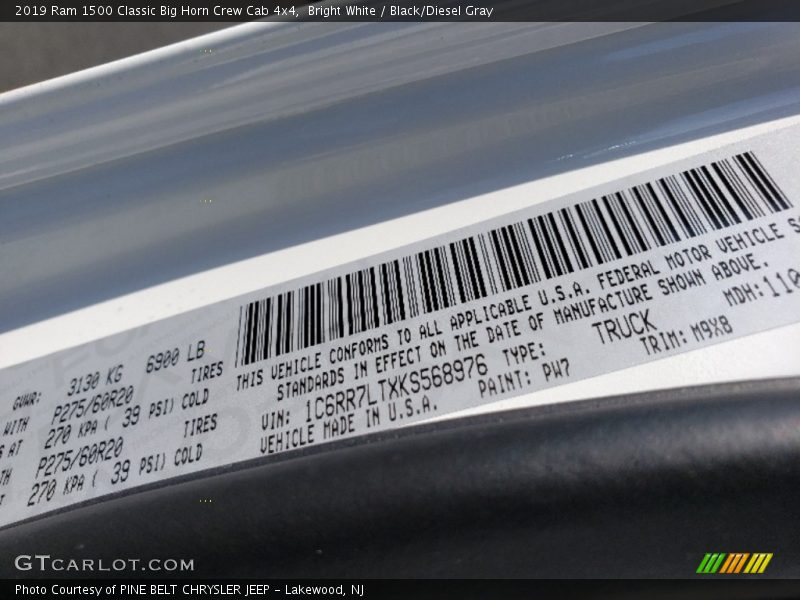 2019 Ram 1500 Classic Big Horn Crew Cab 4x4, Bright White / Black/Diesel Gray
GVWR: 3130 KG 6900 LB
WITH P275/60R20 TIRES
AT 270 KPA ( 39 PSI) COLD
P275/60R20 TIRES
270 KPA ( 39 PSI) COLD
THIS VEHICLE CONFORMS TO ALL APPLICABLE U.S.A. FEDERAL MOTOR VEHICLE
STANDARDS IN EFFECT ON THE DATE OF MANUFACTURE SHOWN ABOVE.
VIN: 1C6RR7LTXKS568976 TYPE: TRUCK MDH:110
VEHICLE MADE IN U.S.A. PAINT: PW7 TRIM: M9X8
GTCARLOT.COM
Photo Courtesy of PINE BELT CHRYSLER JEEP - Lakewood, NJ